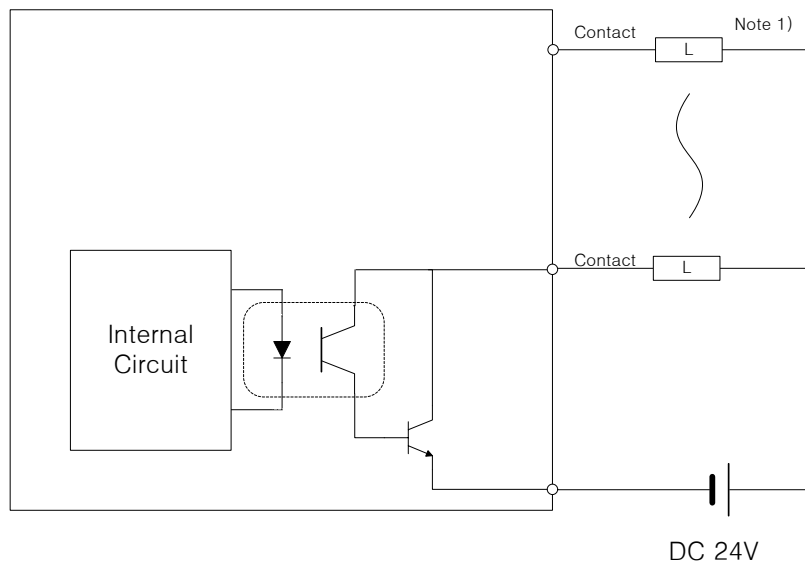 Contact
L
Note 1)
Contact
L
Internal
Circuit
DC 24V